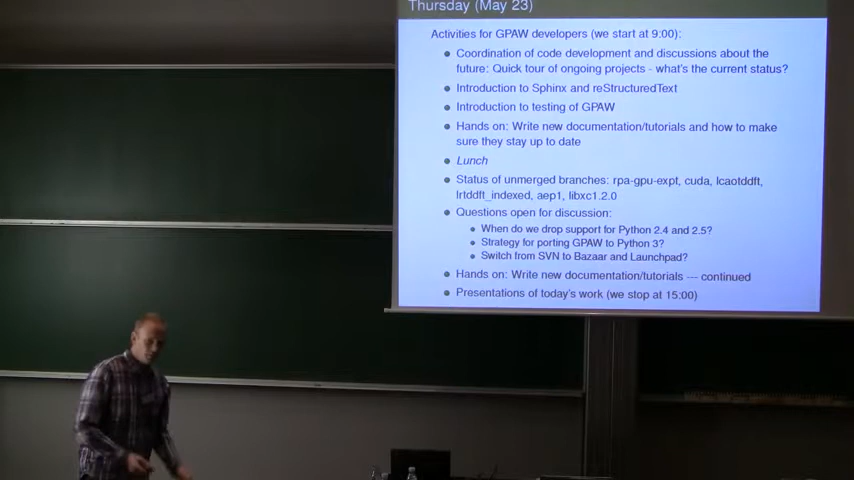 Thursday (May 23)
Activities for GPAW developers (we start at 9:00):
Coordination of code development and discussions about the
future: Quick tour of ongoing projects - what's the current status?
Introduction to Sphinx and reStructuredText
Introduction to testing of GPAW
Hands on: Write new documentation/tutorials and how to make
sure they stay up to date
Lunch
Status of unmerged branches: rpa-gpu-expt, cuda, lcaotddft,
lrtddft_indexed, aep1, libxc1.2.0
Questions open for discussion:
When do we drop support for Python 2.4 and 2.5?
Strategy for porting GPAW to Python 3?
Switch from SVN to Bazaar and Launchpad?
Hands on: Write new documentation/tutorials --- continued
Presentations of today's work (we stop at 15:00)